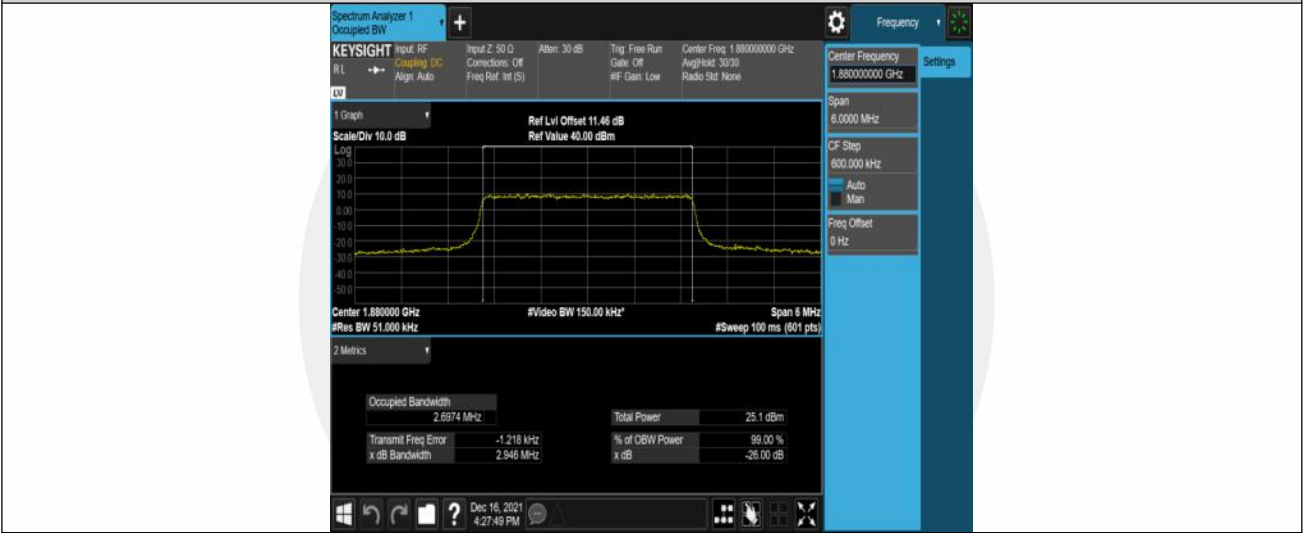 Spectrum Analyzer 1
Occupied BW
+
Frequency
KEYSIGHT
Input: RF
Coupling: DC
Align: Auto
Input Z: 50 Ω
Corrections: Off
Freq Ref: Int (S)
Atten: 30 dB
Trig: Free Run
Gate: Off
#IF Gain: Low
Center Freq: 1.880000000 GHz
Avg|Hold: 30/30
Radio Std: None
RL
LV
Center Frequency
1.880000000 GHz
Settings
Span
6.0000 MHz
CF Step
600.000 kHz
Auto
Man
Freq Offset
0 Hz
1 Graph
Ref Lvl Offset 11.46 dB
Scale/Div 10.0 dB
Ref Value 40.00 dBm
Log
30.0
20.0
10.0
0.00
-10.0
-20.0
-30.0
-40.0
-50.0
Center 1.880000 GHz
#Video BW 150.00 kHz*
Span 6 MHz
#Res BW 51.000 kHz
#Sweep 100 ms (601 pts)
2 Metrics
Occupied Bandwidth
2.6974 MHz
Total Power
25.1 dBm
Transmit Freq Error
-1.218 kHz
% of OBW Power
99.00 %
x dB Bandwidth
2.946 MHz
x dB
-26.00 dB
?
Dec 16, 2021
4:27:49 PM